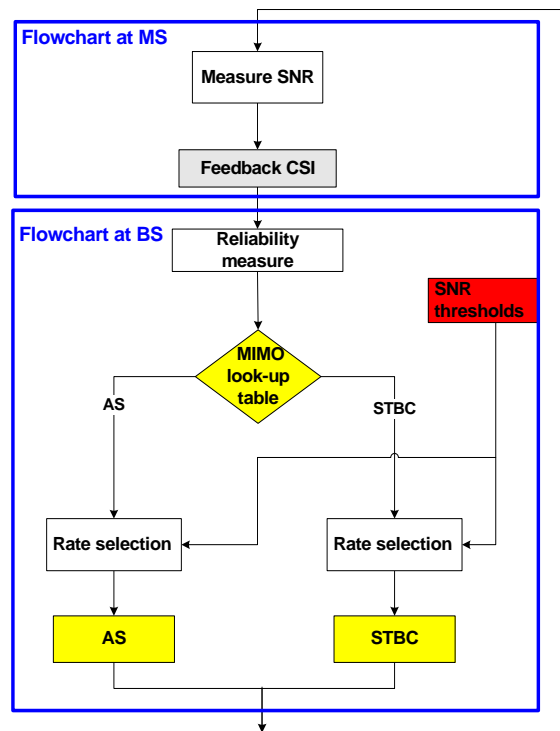 Flowchart at MS
Measure SNR
Feedback CSI
Flowchart at BS
Reliability
measure
SNR
thresholds
MIMO
look-up
table
AS
STBC
Rate selection
Rate selection
AS
STBC